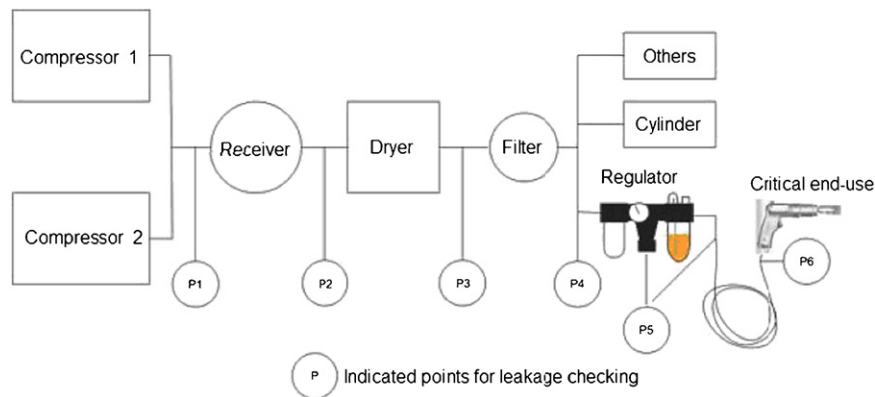 Compressor 1
Others
Receiver
Dryer
Filter
Cylinder
Regulator
Critical end-use
Compressor 2
P1
P2
P3
P4
P5
P6
P
Indicated points for leakage checking